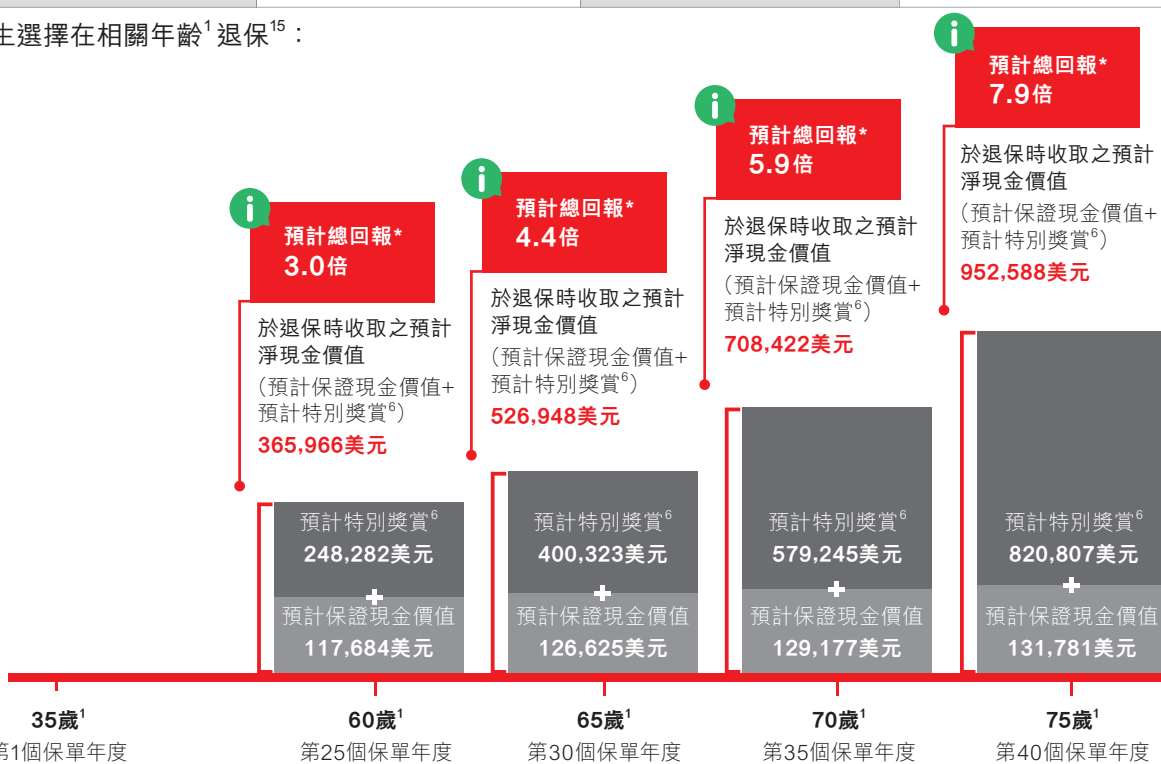 生選擇在相關年齡¹退保¹⁵：
預計總回報*
3.0倍
於退保時收取之預計
淨現金價值
（預計保證現金價值+
預計特別獎賞⁶）
365,966美元
預計特別獎賞⁶
248,282美元
+
預計保證現金價值
117,684美元
預計總回報*
4.4倍
於退保時收取之預計
淨現金價值
（預計保證現金價值+
預計特別獎賞⁶）
526,948美元
預計特別獎賞⁶
400,323美元
+
預計保證現金價值
126,625美元
預計總回報*
5.9倍
於退保時收取之預計
淨現金價值
（預計保證現金價值+
預計特別獎賞⁶）
708,422美元
預計特別獎賞⁶
579,245美元
+
預計保證現金價值
129,177美元
預計總回報*
7.9倍
於退保時收取之預計
淨現金價值
（預計保證現金價值+
預計特別獎賞⁶）
952,588美元
預計特別獎賞⁶
820,807美元
+
預計保證現金價值
131,781美元
35歲¹
第1個保單年度
60歲¹
第25個保單年度
65歲¹
第30個保單年度
70歲¹
第35個保單年度
75歲¹
第40個保單年度